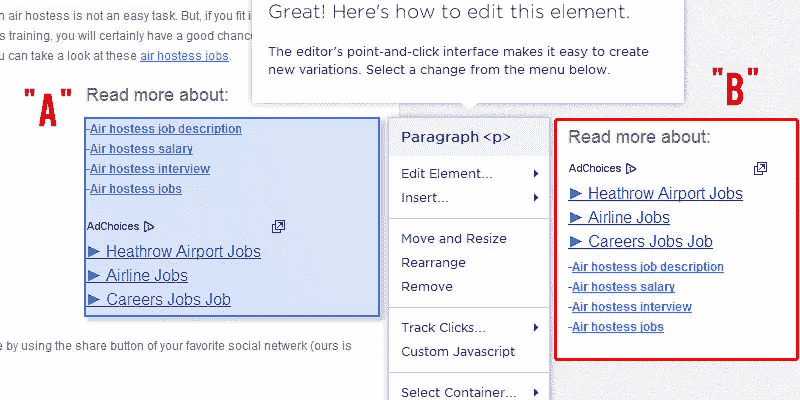 n air hostess is not an easy task. But, if you fit i
s training, you will certainly have a good chanc
u can take a look at these air hostess jobs.
Great! Here's how to edit this element.
The editor's point-and-click interface makes it easy to create
new variations. Select a change from the menu below.
"A"
Read more about:
-Air hostess job description
-Air hostess salary
-Air hostess interview
-Air hostess jobs
AdChoices
Heathrow Airport Jobs
Airline Jobs
Careers Jobs Job
e by using the share button of your favorite social network (ours is
Paragraph <p>
Edit Element...
Insert...
Move and Resize
Rearrange
Remove
Track Clicks...
Custom Javascript
Select Container...
"B"
Read more about:
AdChoices
Heathrow Airport Jobs
Airline Jobs
Careers Jobs Job
-Air hostess job description
-Air hostess salary
-Air hostess interview
-Air hostess jobs